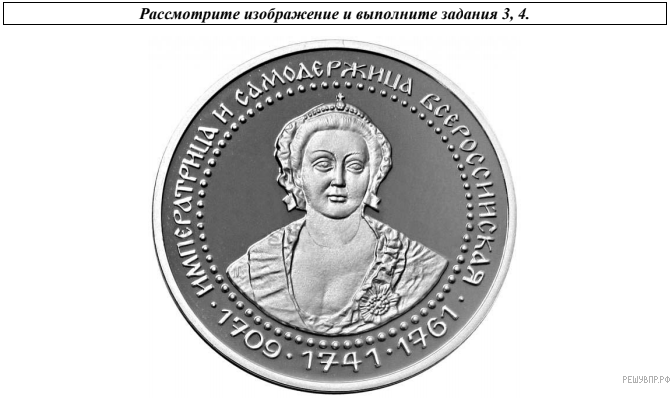 Рассмотрите изображение и выполните задания 3, 4.
ИМПЕРАТРИЦА И САМОДЕРЖИЦА ВСЕРОССИЙСКАЯ
· 1709 · 1741 · 1761 ·
РЕШУВПР.РФ